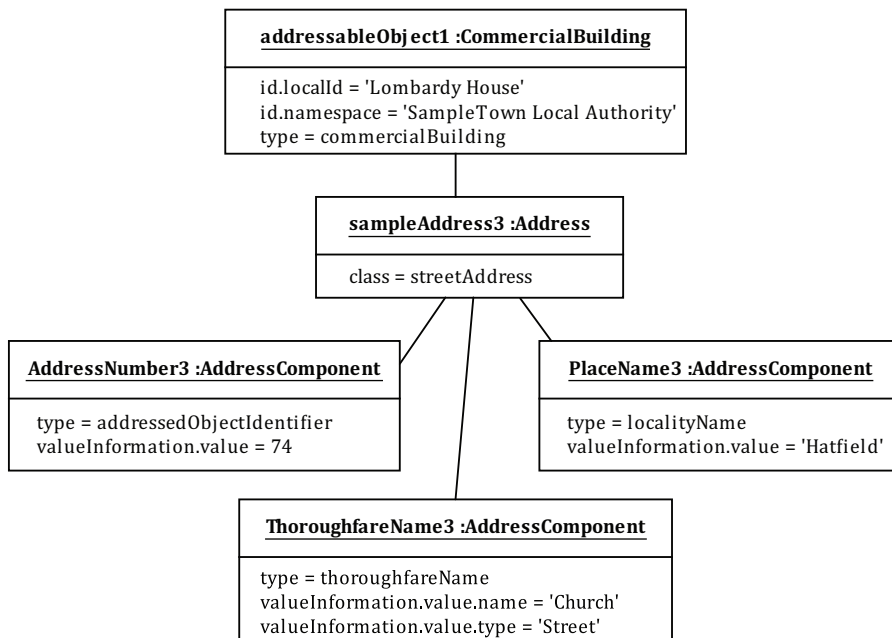 addressableObject1 :CommercialBuilding
id.localId = 'Lombardy House'
id.namespace = 'SampleTown Local Authority'
type = commercialBuilding
sampleAddress3 :Address
class = streetAddress
AddressNumber3 :AddressComponent
type = addressedObjectIdentifier
valueInformation.value = 74
PlaceName3 :AddressComponent
type = localityName
valueInformation.value = 'Hatfield'
ThoroughfareName3 :AddressComponent
type = thoroughfareName
valueInformation.value.name = 'Church'
valueInformation.value.type = 'Street'